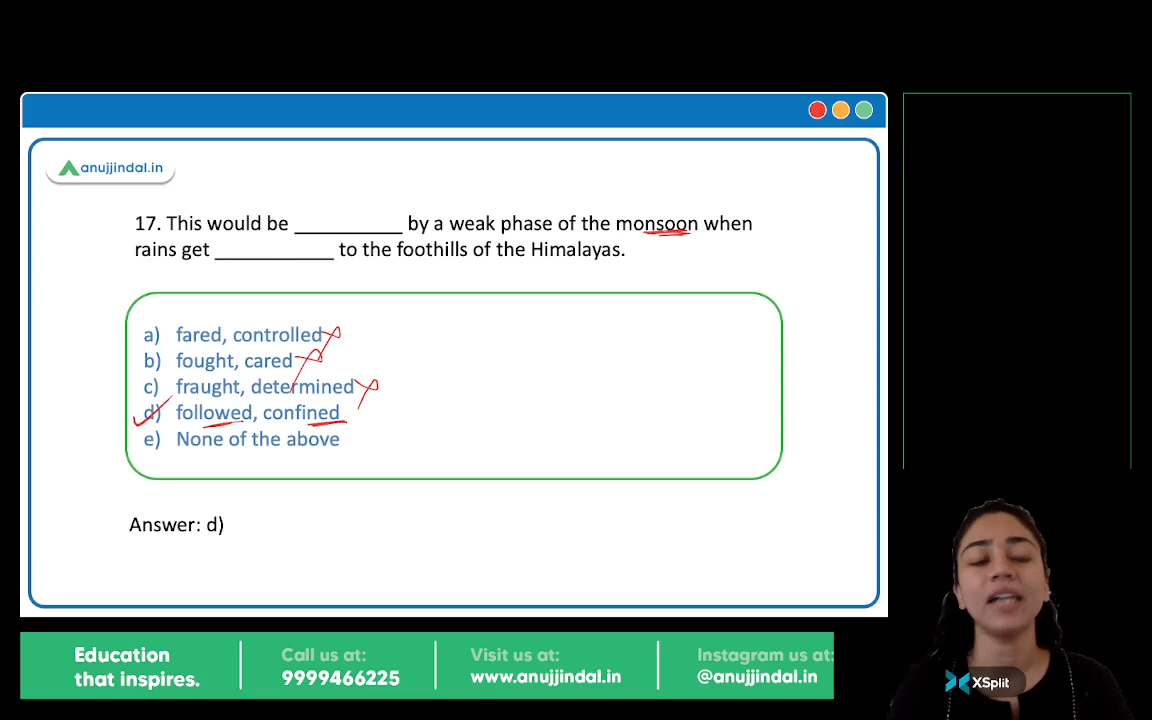 anujjindal.in
17. This would be __________ by a weak phase of the monsoon when
rains get ___________ to the foothills of the Himalayas.
a) fared, controlled
b) fought, cared
c) fraught, determined
d) followed, confined
e) None of the above
Answer: d)
Education
that inspires.
Call us at:
9999466225
Visit us at:
www.anujjindal.in
Instagram us at:
@anujjindal.in
XSplit